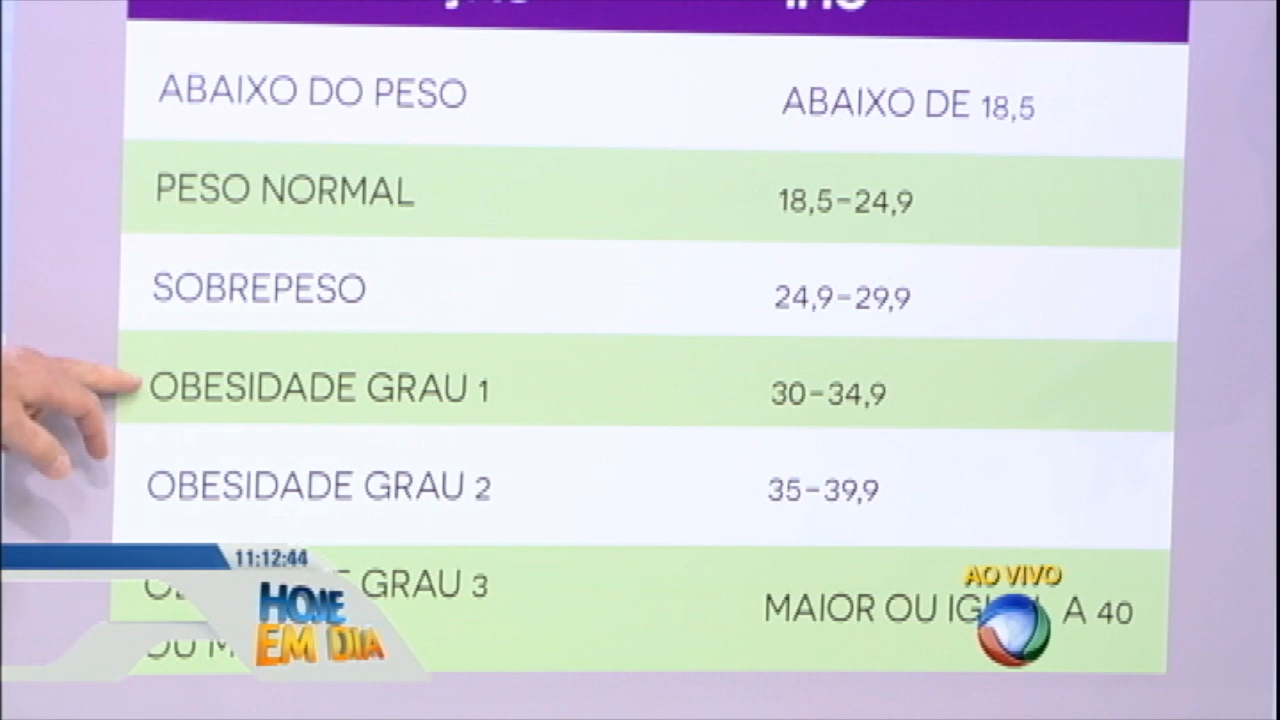 ABAIXO DO PESO ABAIXO DE 18,5
PESO NORMAL 18,5-24,9
SOBREPESO 24,9-29,9
OBESIDADE GRAU 1 30-34,9
OBESIDADE GRAU 2 35-39,9
GRAU 3 MAIOR OU A 40
OU
11:12:44
HOJE
EM DIA
AO VIVO